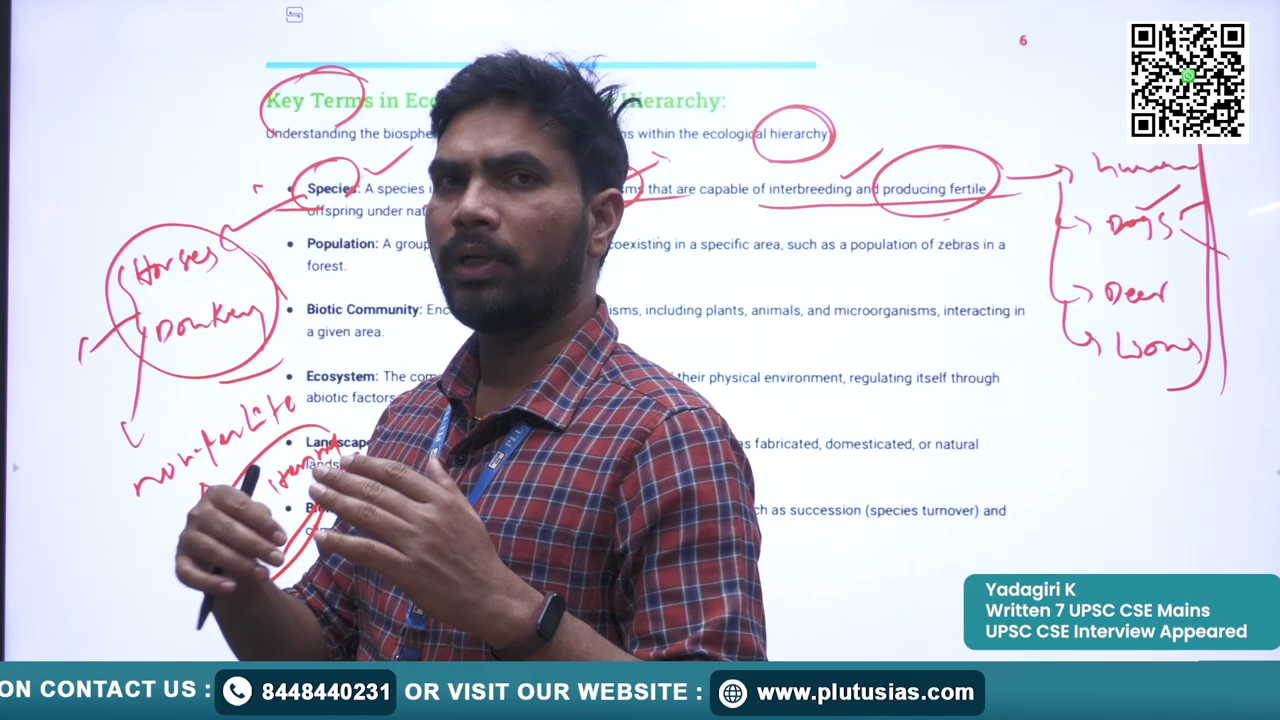 6
Key Terms in Eco Hierarchy:
Understanding the biosphe ns within the ecological hierarchy
• Species: A species i sms that are capable of interbreeding and producing fertile
offspring under nat
human
Dogs
Horses
Donkey
• Population: A group coexisting in a specific area, such as a population of zebras in a
forest.
Deer
• Biotic Community: Enc isms, including plants, animals, and microorganisms, interacting in
a given area.
• Ecosystem: The com their physical environment, regulating itself through
abiotic factors
non-fertile
• Landscape as fabricated, domesticated, or natural
lands
• Bi ch as succession (species turnover) and
PLU
Yadagiri K
Written 7 UPSC CSE Mains
UPSC CSE Interview Appeared
ON CONTACT US : 8448440231 OR VISIT OUR WEBSITE : www.plutusias.com